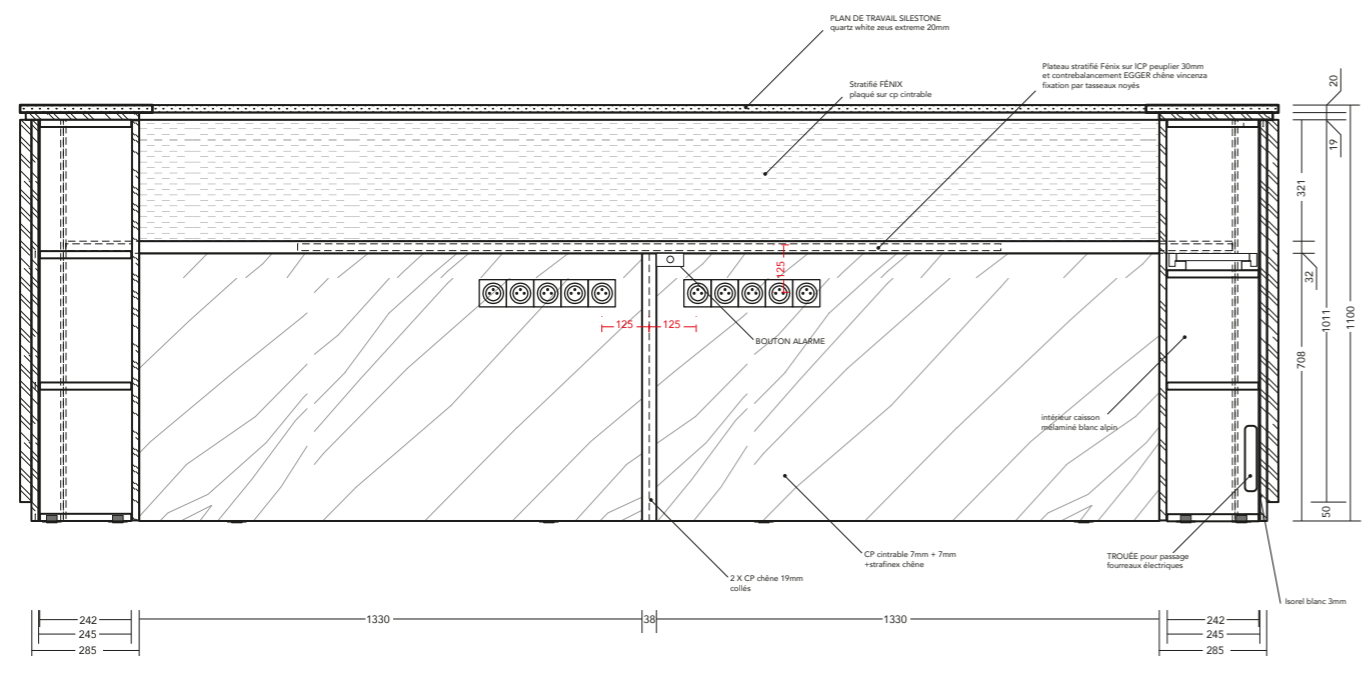 PLAN DE TRAVAIL SILESTONE
quartz white zeus extreme 20mm
Plateau stratifié Fénix sur lCP peuplier 30mm
et contrebalancement EGGER chêne vincenza
fixation par tasseaux noyés
Stratifié FÉNIX
plaqué sur cp cintrable
20
19
321
32
1011
1100
708
50
125
125
125
BOUTON ALARME
intérieur caisson
mélaminé blanc alpin
CP cintrable 7mm + 7mm
+strafinex chêne
TROUÉE pour passage
fourreaux électriques
2 X CP chêne 19mm
collés
Isorel blanc 3mm
242
1330
38
1330
242
245
245
285
285